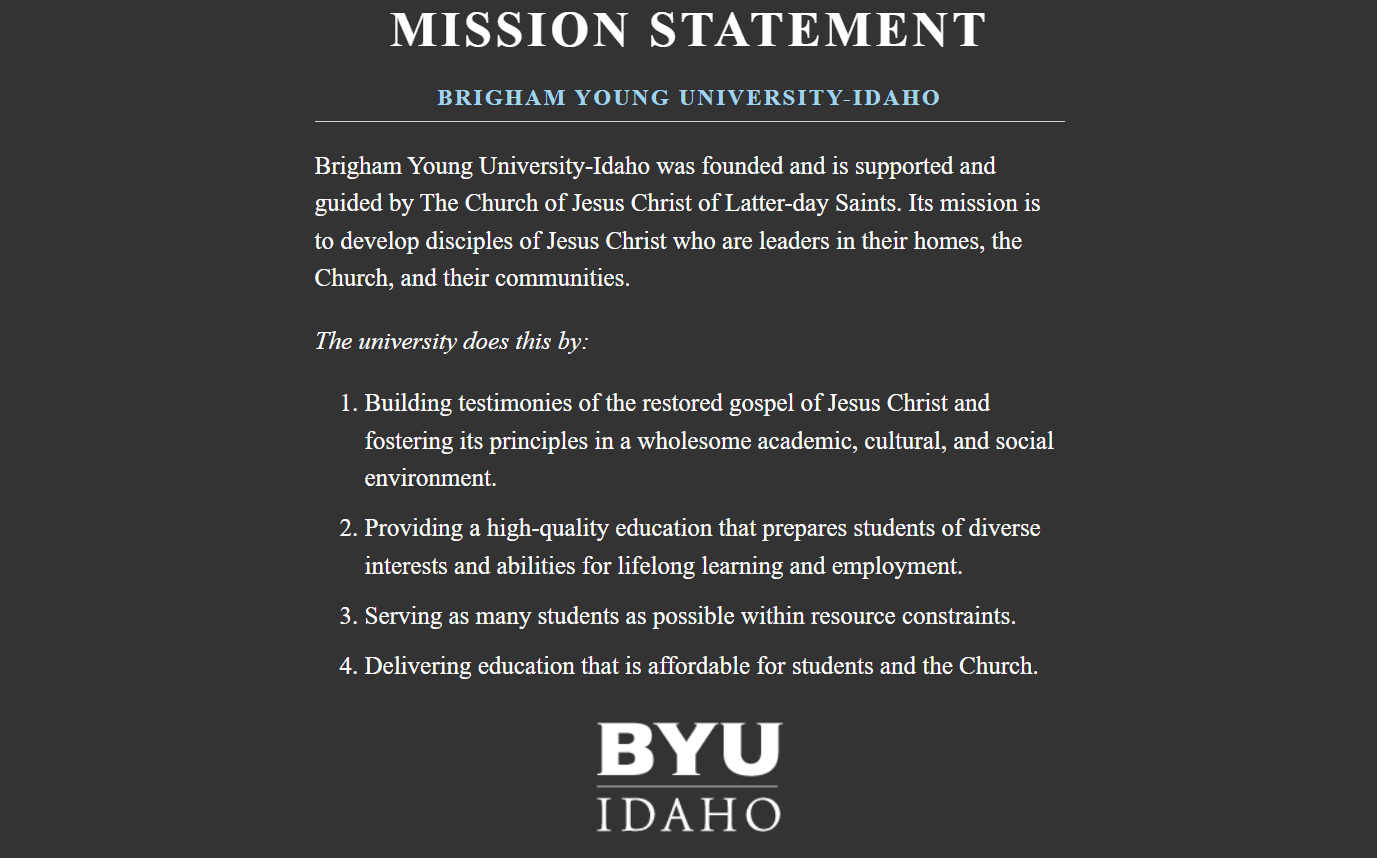 MISSION STATEMENT
BRIGHAM YOUNG UNIVERSITY-IDAHO
Brigham Young University-Idaho was founded and is supported and
guided by The Church of Jesus Christ of Latter-day Saints. Its mission is
to develop disciples of Jesus Christ who are leaders in their homes, the
Church, and their communities.
The university does this by:
1. Building testimonies of the restored gospel of Jesus Christ and
fostering its principles in a wholesome academic, cultural, and social
environment.
2. Providing a high-quality education that prepares students of diverse
interests and abilities for lifelong learning and employment.
3. Serving as many students as possible within resource constraints.
4. Delivering education that is affordable for students and the Church.
BYU
IDAHO